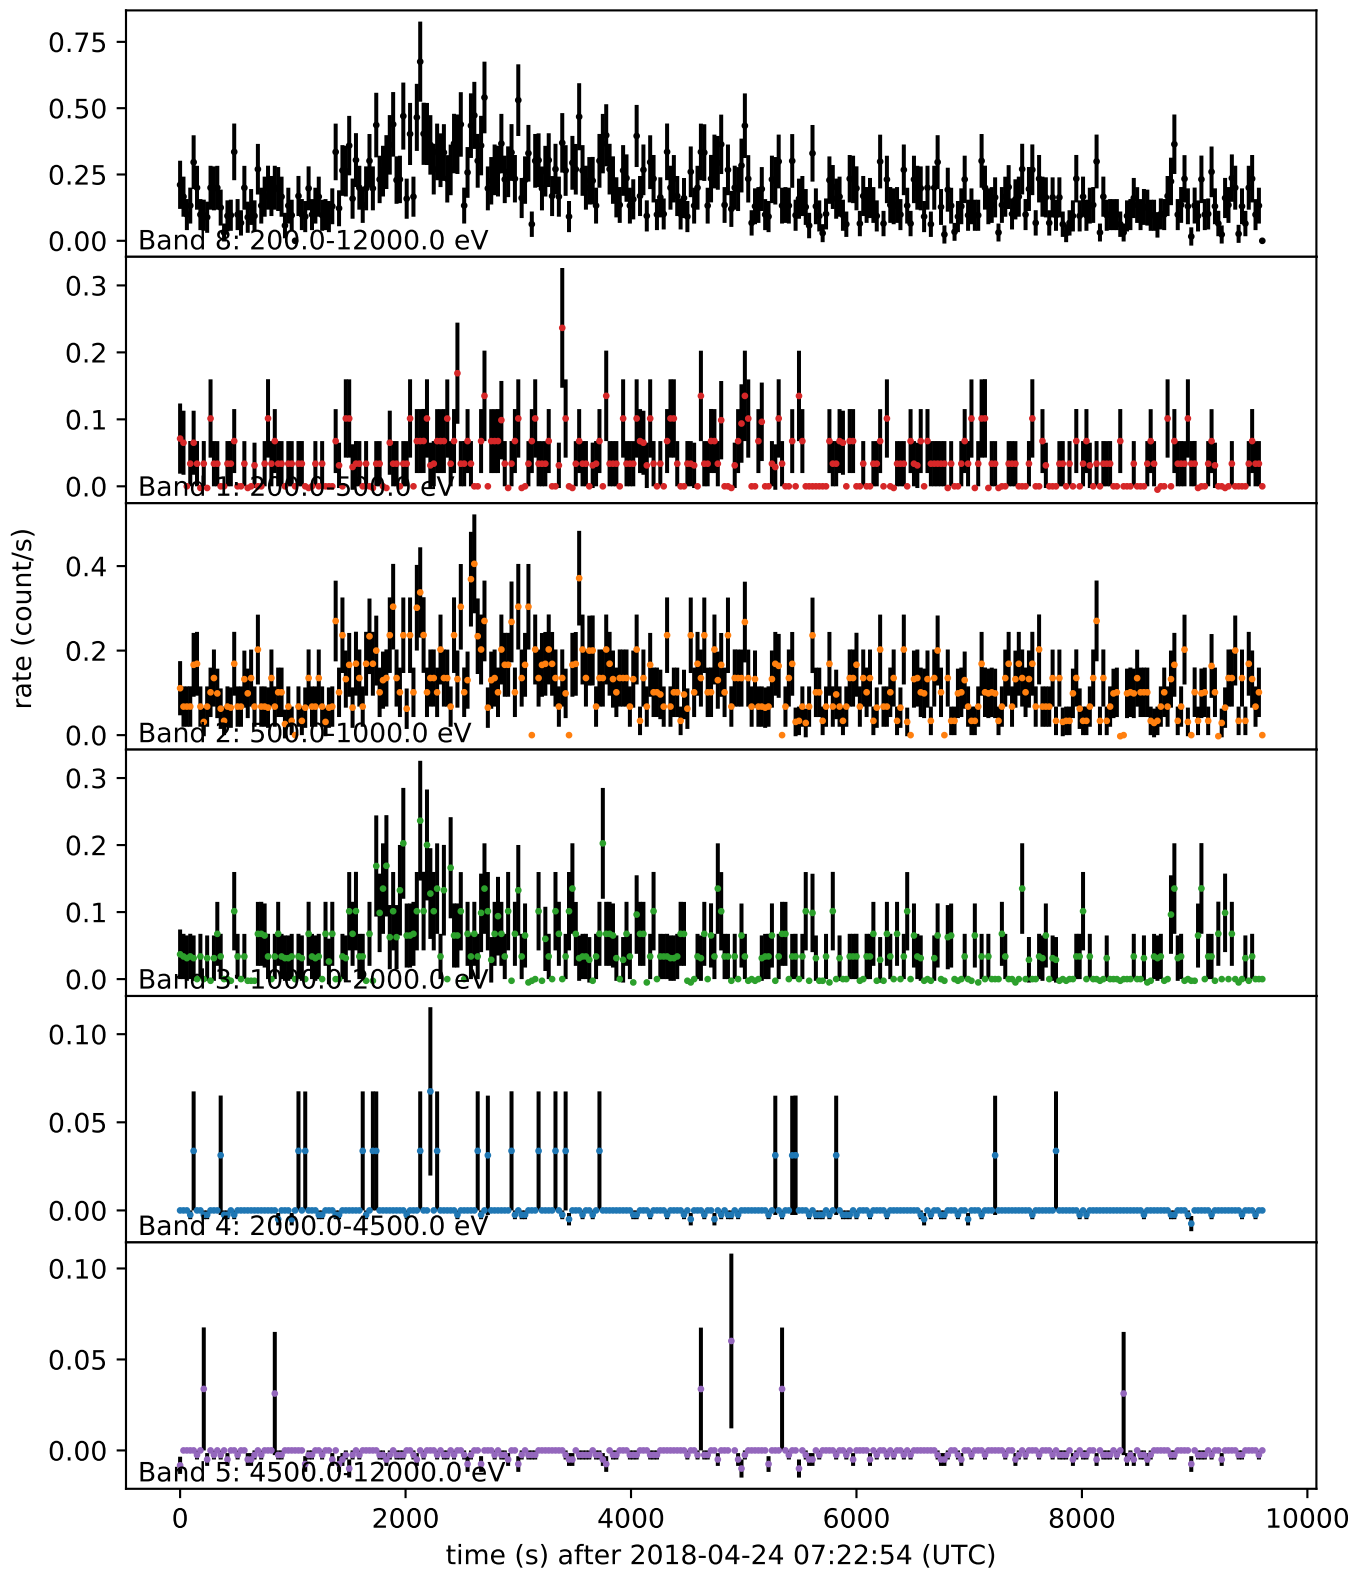 0.75
0.50
0.25
0.00
Band 8: 200.0-12000.0 eV
0.3
0.2
0.1
0.0
Band 1: 200.0-500.0 eV
rate (count/s)
0.4
0.2
0.0
Band 2: 500.0-1000.0 eV
0.3
0.2
0.1
0.0
Band 3: 1000.0-2000.0 eV
0.10
0.05
0.00
Band 4: 2000.0-4500.0 eV
0.10
0.05
0.00
Band 5: 4500.0-12000.0 eV
0 2000 4000 6000 8000 10000
time (s) after 2018-04-24 07:22:54 (UTC)